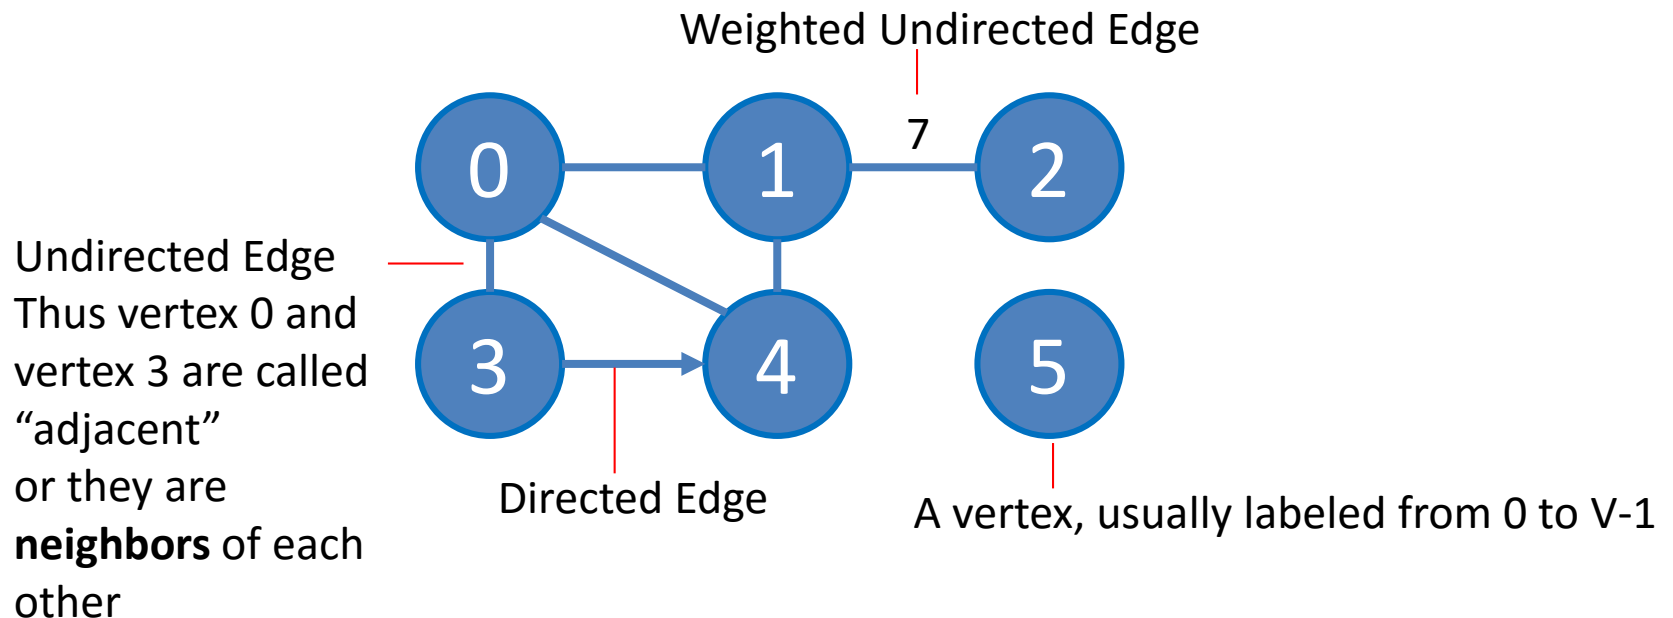 Weighted Undirected Edge
7
0
1
2
Undirected Edge
Thus vertex 0 and
vertex 3 are called
“adjacent”
or they are
neighbors of each
other
3
4
5
Directed Edge
A vertex, usually labeled from 0 to V-1